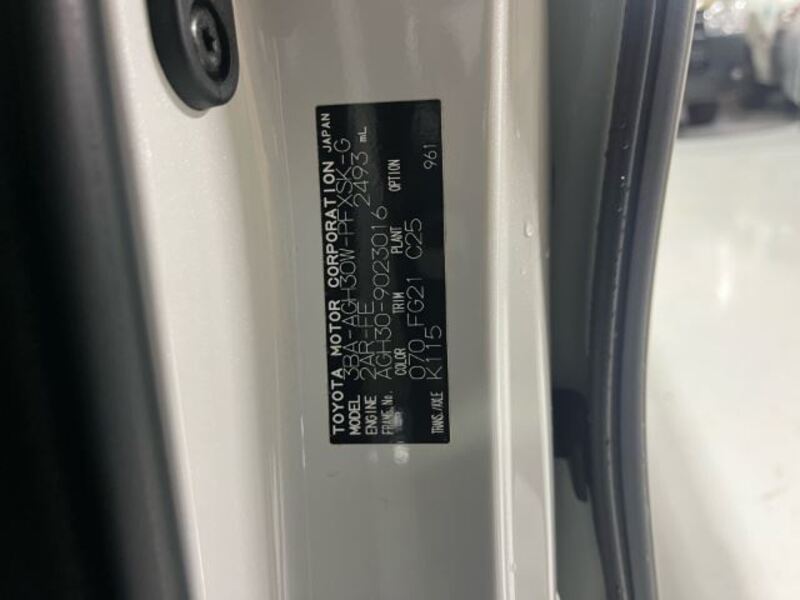 TOYOTA MOTOR CORPORATION JAPAN
MODEL 3BA-AGH30W-PFXSK-G
ENGINE 2AR-FE 2493 mL
FRAME No. AGH30-9023016
COLOR TRIM PLANT OPTION
070 FG21 C25
TRANS./AXLE K115 961